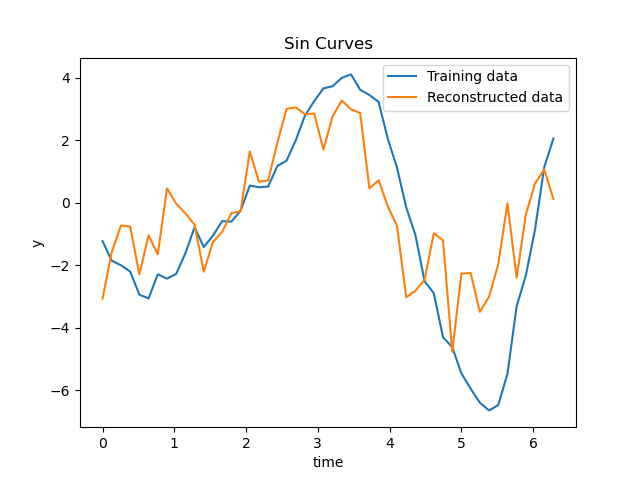 Sin Curves
Training data
Reconstructed data
4
2
0
−2
−4
−6
y
0 1 2 3 4 5 6
time